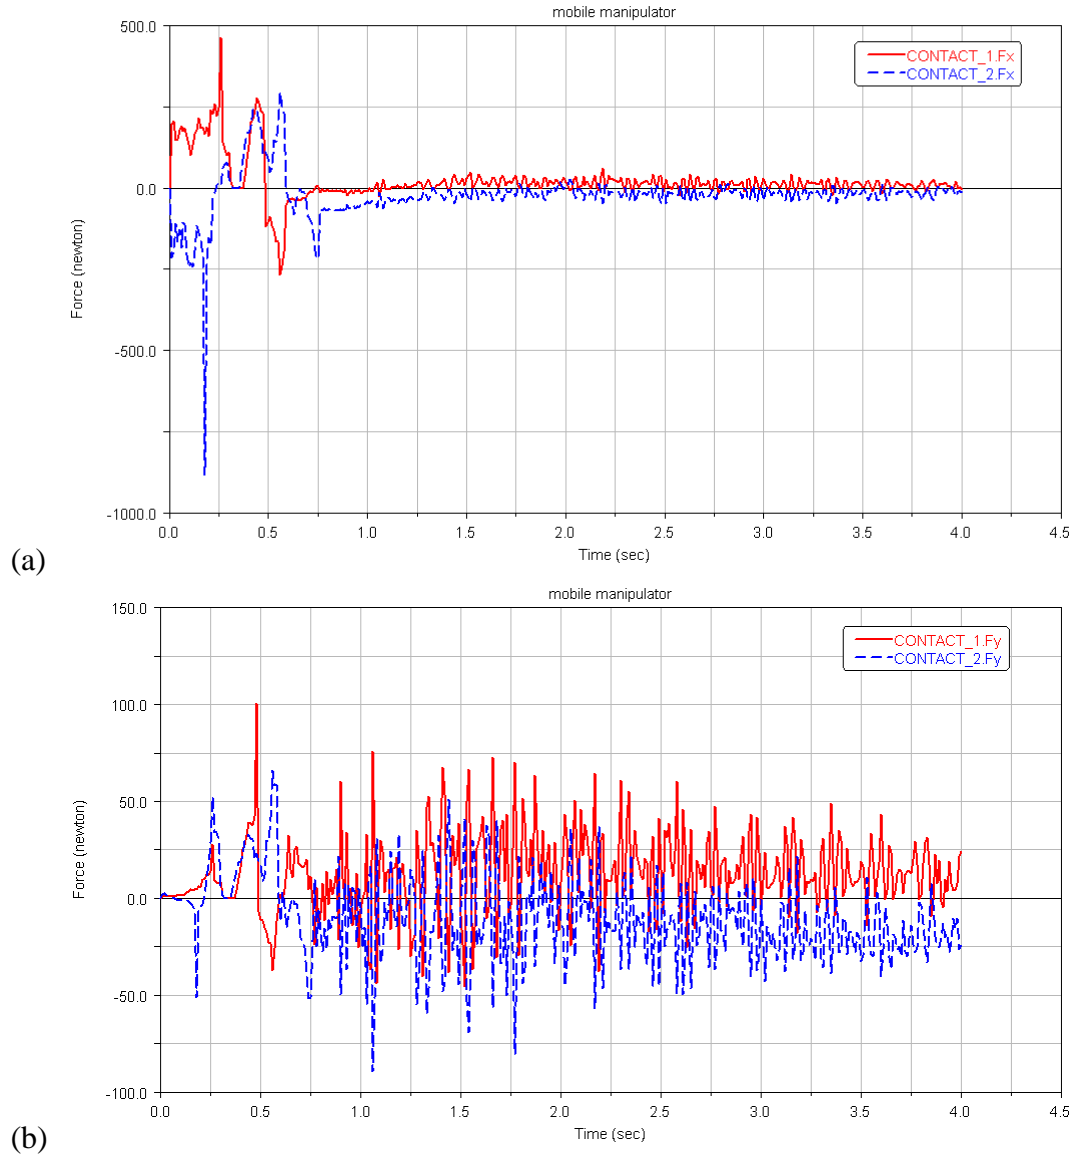 mobile manipulator
500.0
0.0
-500.0
-1000.0
Force (newton)
CONTACT_1.Fx
CONTACT_2.Fx
0.0 0.5 1.0 1.5 2.0 2.5 3.0 3.5 4.0 4.5
Time (sec)
(a)
mobile manipulator
150.0
100.0
50.0
0.0
-50.0
-100.0
Force (newton)
CONTACT_1.Fy
CONTACT_2.Fy
0.0 0.5 1.0 1.5 2.0 2.5 3.0 3.5 4.0 4.5
Time (sec)
(b)